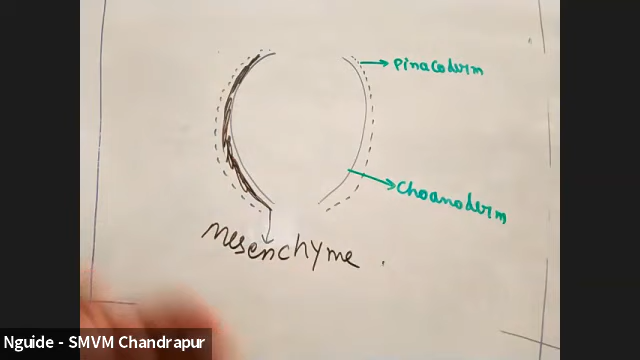 Pinacoderm
Choanoderm
Mesenchyme
Nguide - SMVM Chandrapur